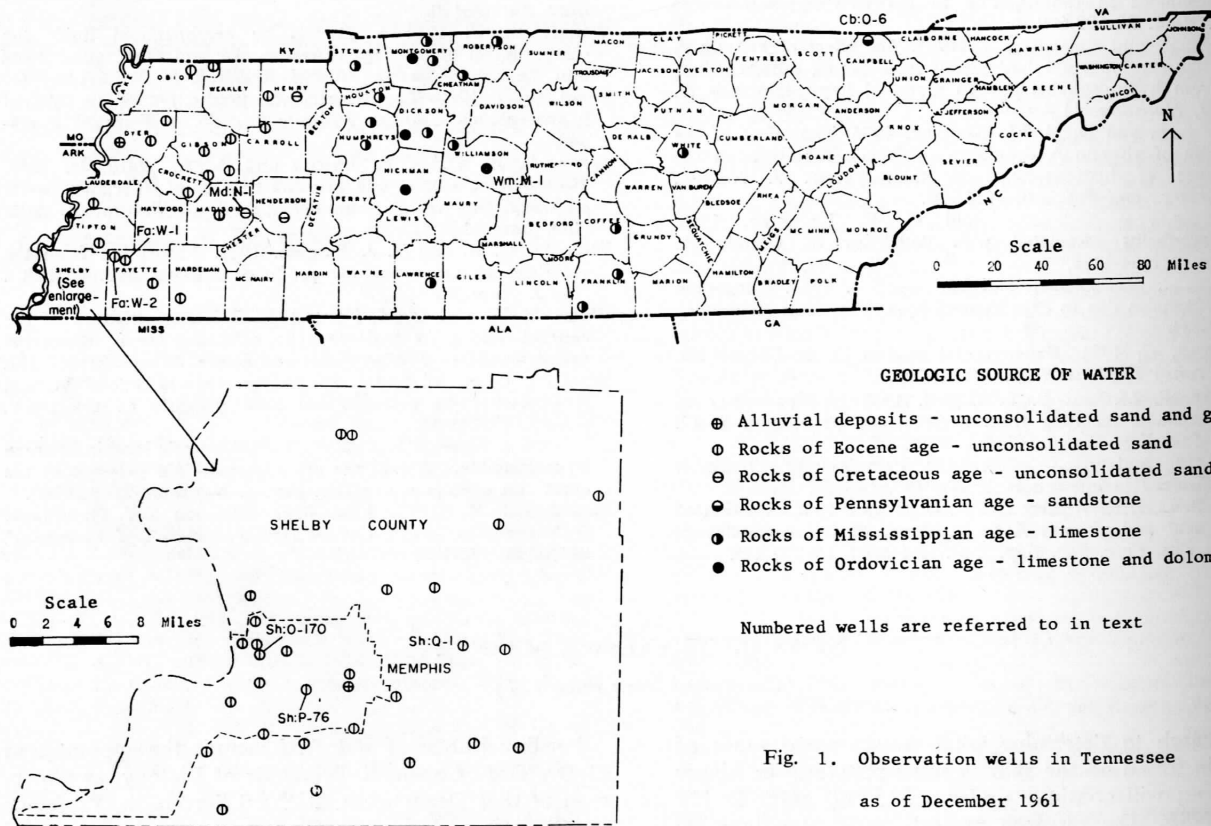 Cb:O-6
VA
KY
STEWART
MONTGOMERY
ROBERTSON
SUMNER
MACON
CLAY
PICKETT
SCOTT
CAMPBELL
CLAIBORNE
HANCOCK
HAWKINS
SULLIVAN
JOHNSON
LAKE
OBION
WEAKLEY
HENRY
HOUSTON
CHEATHAM
TROUSDALE
JACKSON
OVERTON
FENTRESS
UNION
GRAINGER
HAMBLEN
GREENE
WASHINGTON
CARTER
UNICOI
MO
ARK
DYER
GIBSON
CARROLL
BENTON
HUMPHREYS
DICKSON
DAVIDSON
WILSON
SMITH
PUTNAM
MORGAN
ANDERSON
KNOX
JEFFERSON
COCKE
N
LAUDERDALE
CROCKETT
Md:N-1
HENDERSON
DECATUR
PERRY
HICKMAN
WILLIAMSON
Wm:M-1
RUTHERFORD
CANNON
DE KALB
WHITE
CUMBERLAND
ROANE
LOUDON
BLOUNT
SEVIER
N C
TIPTON
HAYWOOD
MADISON
CHESTER
LEWIS
MAURY
BEDFORD
COFFEE
WARREN
VAN BUREN
BLEDSOE
RHEA
MEIGS
MC MINN
MONROE
Fa:W-1
SHELBY
(See
enlarge-
ment)
FAYETTE
HARDEMAN
MC NAIRY
HARDIN
WAYNE
LAWRENCE
GILES
MARSHALL
MOORE
LINCOLN
FRANKLIN
GRUNDY
SEQUATCHIE
MARION
HAMILTON
BRADLEY
POLK
Fa:W-2
MISS
ALA
GA
Scale
0 20 40 60 80 Miles
GEOLOGIC SOURCE OF WATER
Alluvial deposits - unconsolidated sand and g
Rocks of Eocene age - unconsolidated sand
Rocks of Cretaceous age - unconsolidated sand
Rocks of Pennsylvanian age - sandstone
Rocks of Mississippian age - limestone
Rocks of Ordovician age - limestone and dolom
Numbered wells are referred to in text
SHELBY COUNTY
Scale
0 2 4 6 8 Miles
Sh:O-170
Sh:Q-1
MEMPHIS
Sh:P-76
Fig. 1. Observation wells in Tennessee
as of December 1961